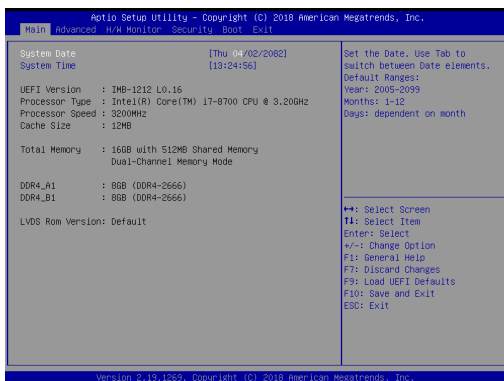 Aptio Setup Utility – Copyright (C) 2018 American Megatrends, Inc.
Main Advanced H/W Monitor Security Boot Exit
System Date [Thu 04/02/2082]
System Time [13:24:56]
UEFI Version : IMB-1212 L0.16
Processor Type : Intel(R) Core(TM) i7-8700 CPU @ 3.20GHz
Processor Speed : 3200MHz
Cache Size : 12MB
Total Memory : 16GB with 512MB Shared Memory
Dual-Channel Memory Mode
DDR4_A1 : 8GB (DDR4-2666)
DDR4_B1 : 8GB (DDR4-2666)
LVDS Rom Version: Default
Set the Date. Use Tab to
switch between Date elements.
Default Ranges:
Year: 2005-2099
Months: 1-12
Days: dependent on month
↔: Select Screen
↑↓: Select Item
Enter: Select
+/-: Change Option
F1: General Help
F7: Discard Changes
F9: Load UEFI Defaults
F10: Save and Exit
ESC: Exit
Version 2.19.1269. Copyright (C) 2018 American Megatrends, Inc.